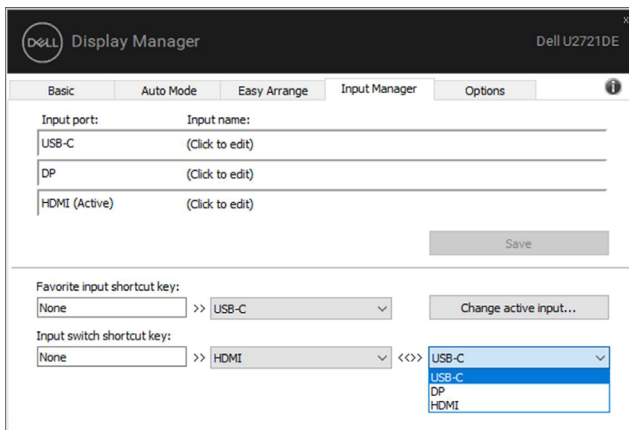 DELL Display Manager Dell U2721DE
x
Basic Auto Mode Easy Arrange Input Manager Options i
Input port: Input name:
USB-C (Click to edit)
DP (Click to edit)
HDMI (Active) (Click to edit)
Save
Favorite input shortcut key:
None >> USB-C Change active input...
Input switch shortcut key:
None >> HDMI <<>> USB-C
USB-C
DP
HDMI